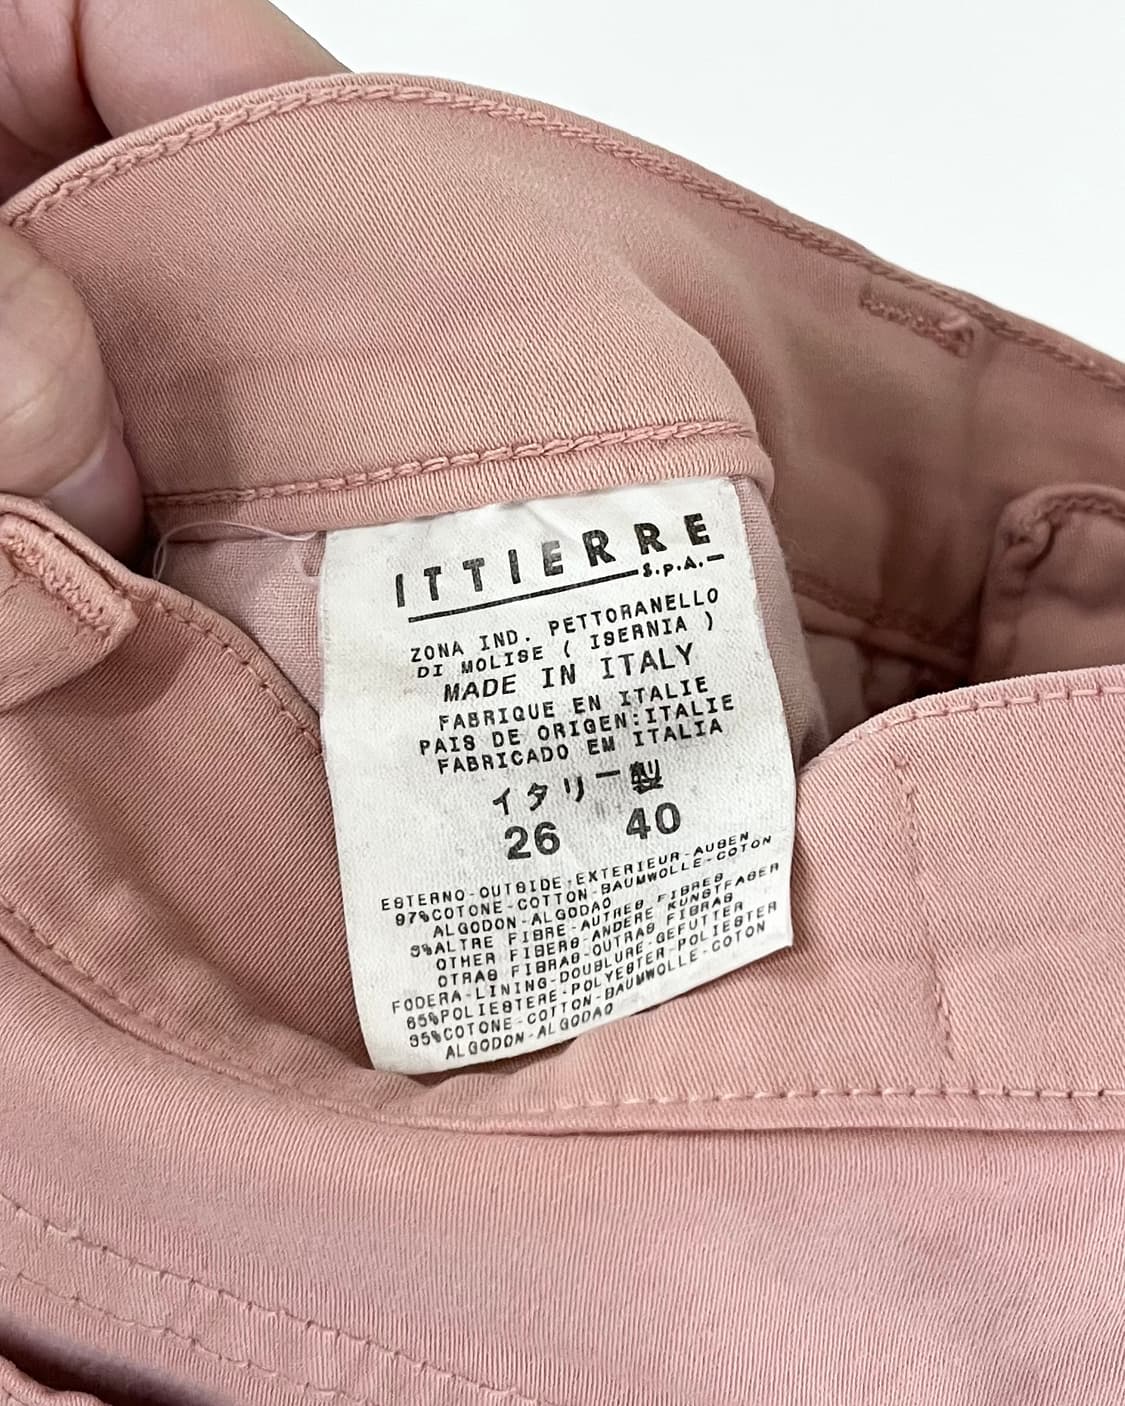 ITTIERRE
S.p.A.
ZONA IND. PETTORANELLO
DI MOLISE ( ISERNIA )
MADE IN ITALY
FABRIQUE EN ITALIE
PAIS DE ORIGEN:ITALIE
FABRICADO EM ITALIA
イタリー製
26 40
ESTERNO-OUTSIDE-EXTERIEUR-AUßEN
97%COTONE-COTTON-BAUMWOLLE-COTON
ALGODON-ALGODAO
3%ALTRE FIBRE-AUTRES FIBRES
OTHER FIBERS-ANDERE KUNSTFASER
OTRAS FIBRAS-OUTRAS FIBRAS
FODERA-LINING-DOUBLURE-GEFUTTER
65%POLIESTERE-POLYESTER-POLIESTER
35%COTONE-COTTON-BAUMWOLLE-COTON
ALGODON-ALGODAO